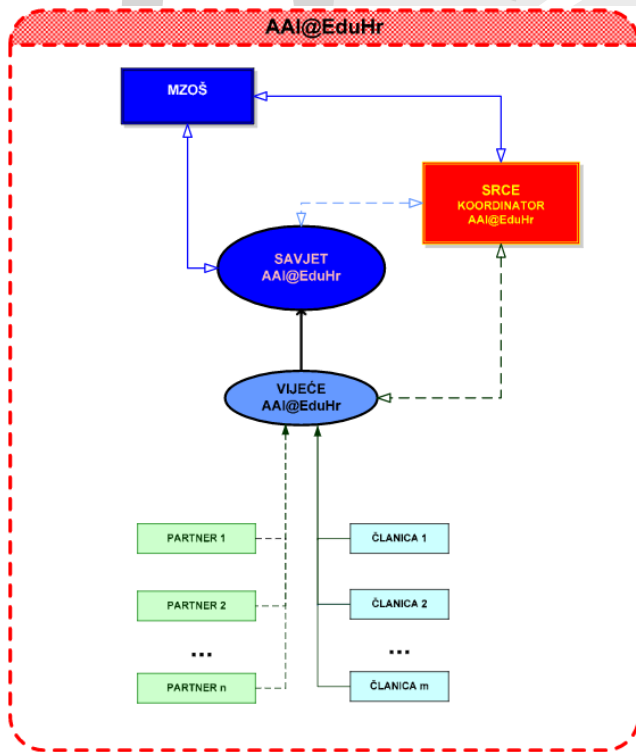 AAI@EduHr
MZOŠ
SRCE
KOORDINATOR
AAI@EduHr
SAVJET
AAI@EduHr
VIJEĆE
AAI@EduHr
PARTNER 1
ČLANICA 1
PARTNER 2
ČLANICA 2
...
...
PARTNER n
ČLANICA m